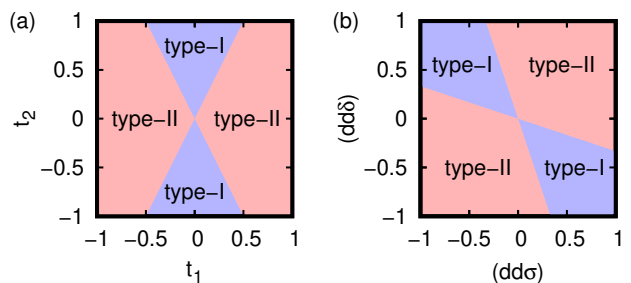 (a)
1
0.5
0
−0.5
−1
t2
type−I
type−II type−II
type−I
−1 −0.5 0 0.5 1
t1
(b)
1
0.5
0
−0.5
−1
(ddδ)
type−I type−II
type−II type−I
−1 −0.5 0 0.5 1
(ddσ)